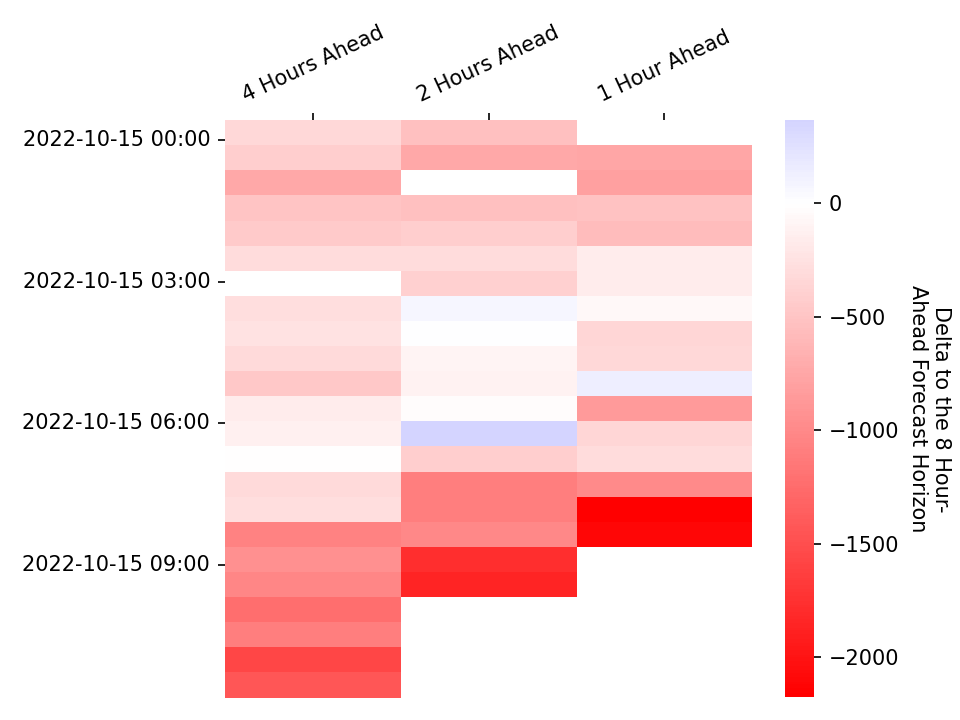 4 Hours Ahead
2 Hours Ahead
1 Hour Ahead
2022-10-15 00:00
2022-10-15 03:00
2022-10-15 06:00
2022-10-15 09:00
0
−500
−1000
−1500
−2000
Delta to the 8 Hour-
Ahead Forecast Horizon